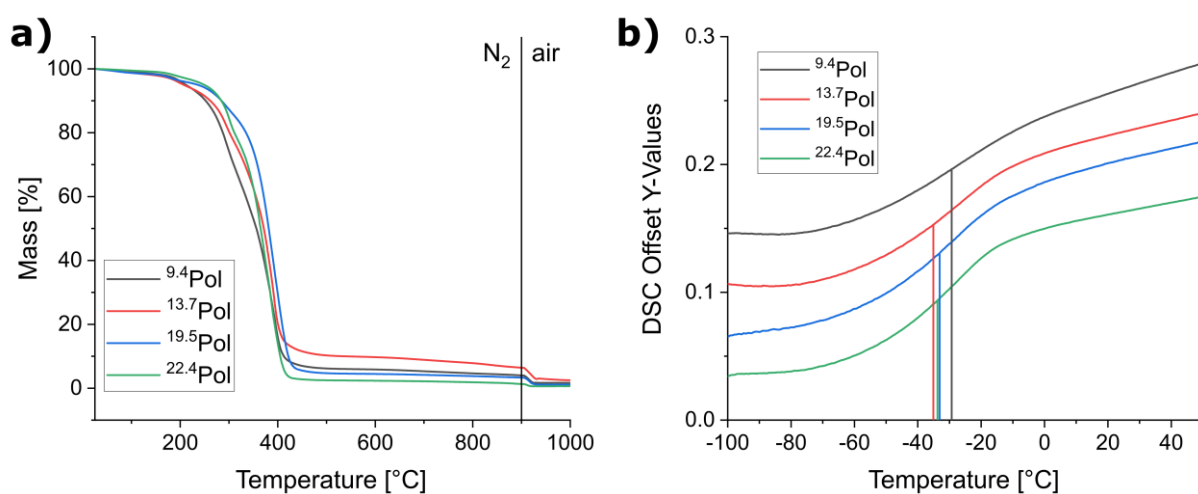 a)
N₂ air
100
80
60
40
20
0
Mass [%]
⁹·⁴Pol
¹³·⁷Pol
¹⁹·⁵Pol
²²·⁴Pol
200 400 600 800 1000
Temperature [°C]
b)
0.3
0.2
0.1
0.0
DSC Offset Y-Values
⁹·⁴Pol
¹³·⁷Pol
¹⁹·⁵Pol
²²·⁴Pol
-100 -80 -60 -40 -20 0 20 40
Temperature [°C]